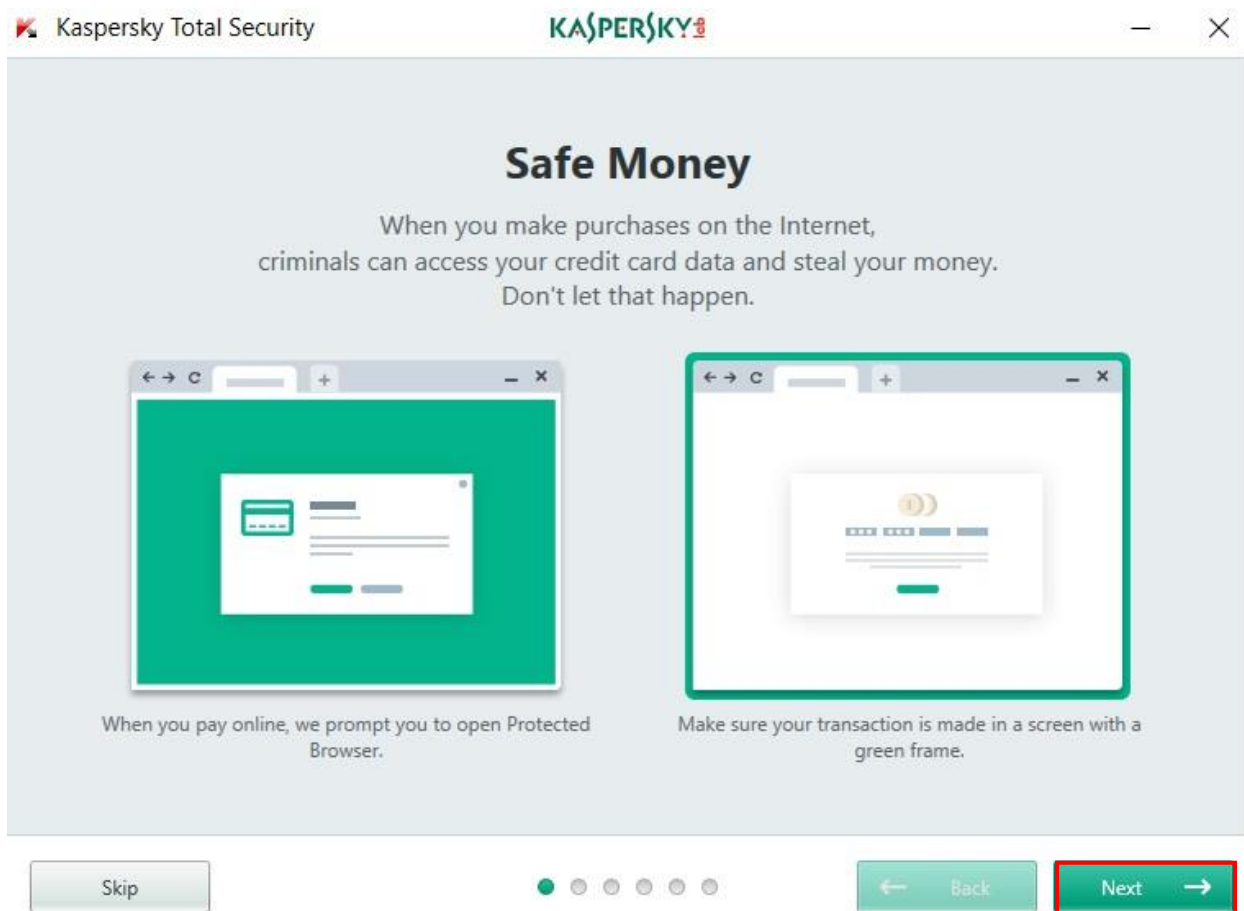 Kaspersky Total Security
KASPERSKY
Safe Money
When you make purchases on the Internet,
criminals can access your credit card data and steal your money.
Don't let that happen.
When you pay online, we prompt you to open Protected
Browser.
Make sure your transaction is made in a screen with a
green frame.
Skip
Back
Next